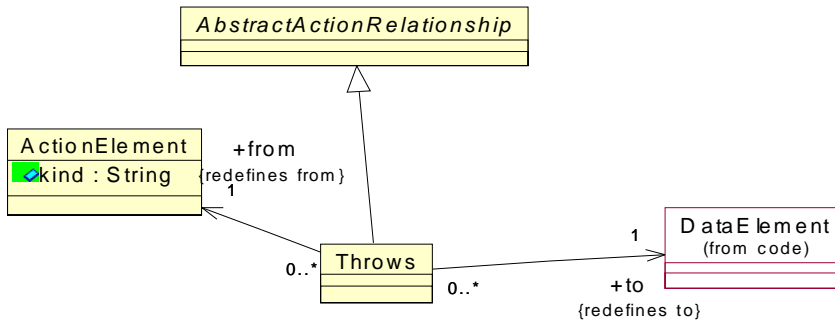 AbstractActionRelationship
ActionElement
kind : String
+from
{redefines from}
1
0..*
Throws
0..*
1
DataElement
(from code)
+to
{redefines to}